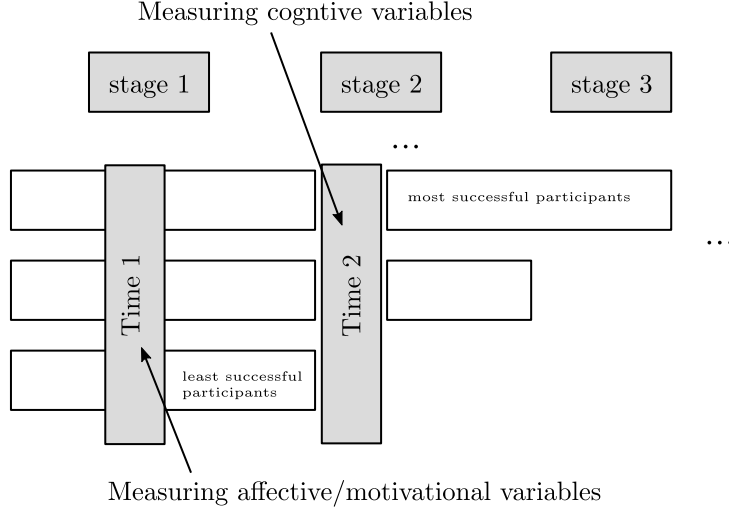 Measuring cogntive variables
stage 1
stage 2
stage 3
...
most successful participants
...
Time 1
Time 2
least successful
participants
Measuring affective/motivational variables